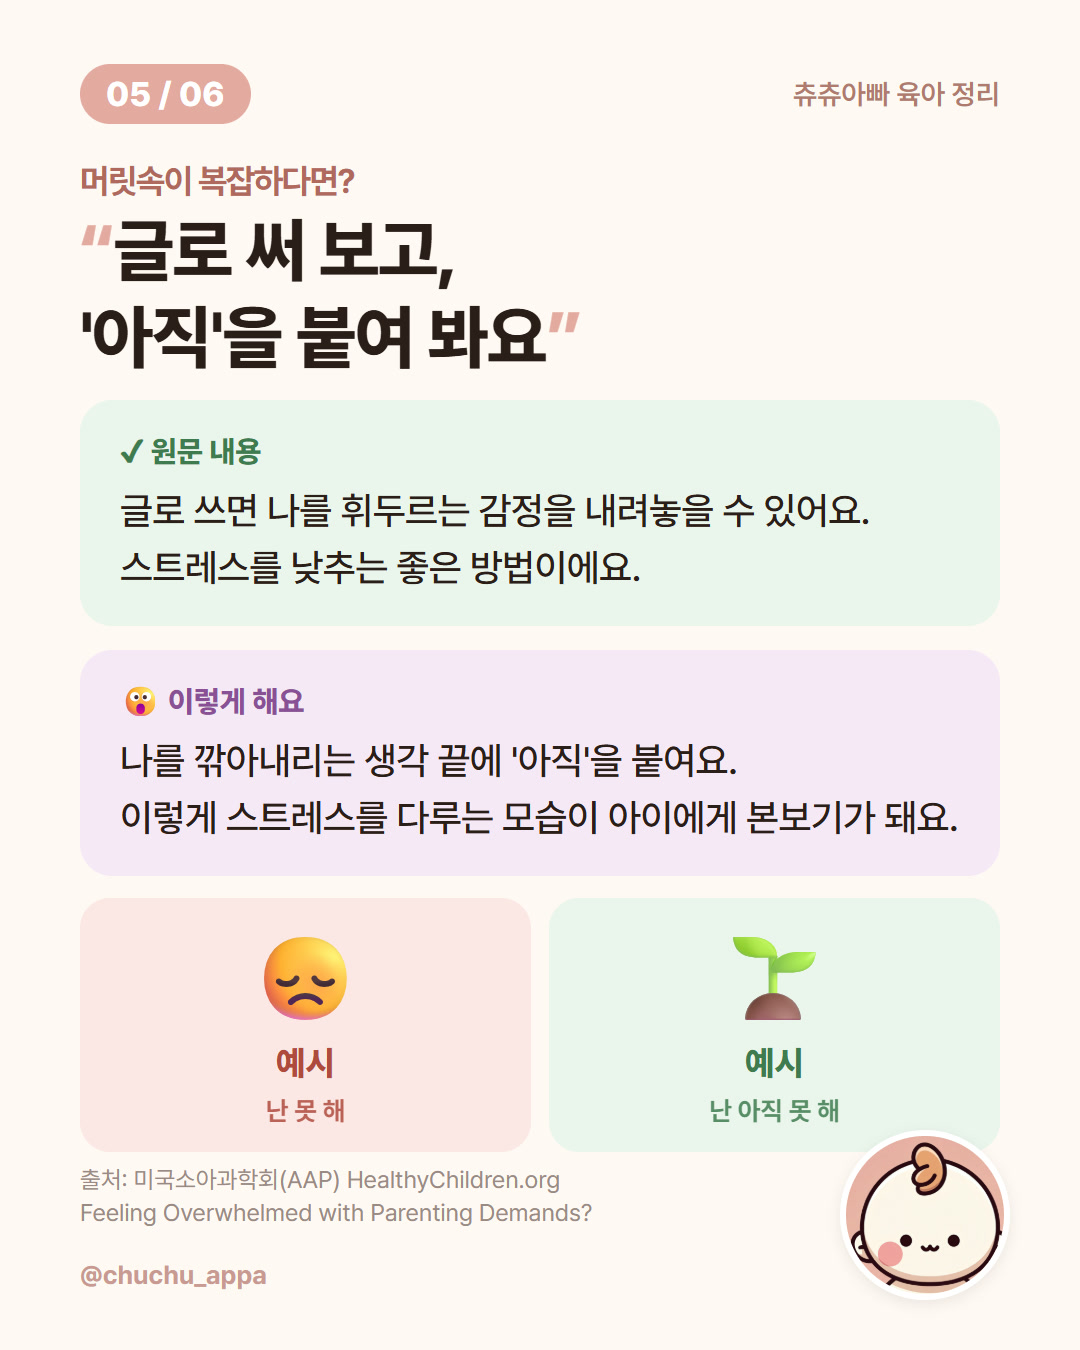 05 / 06
츄츄아빠 육아 정리
머릿속이 복잡하다면?
“글로 써 보고,
'아직'을 붙여 봐요”
✓ 원문 내용
글로 쓰면 나를 휘두르는 감정을 내려놓을 수 있어요.
스트레스를 낮추는 좋은 방법이에요.
이렇게 해요
나를 깎아내리는 생각 끝에 '아직'을 붙여요.
이렇게 스트레스를 다루는 모습이 아이에게 본보기가 돼요.
예시
난 못 해
예시
난 아직 못 해
출처: 미국소아과학회(AAP) HealthyChildren.org
Feeling Overwhelmed with Parenting Demands?
@chuchu_appa